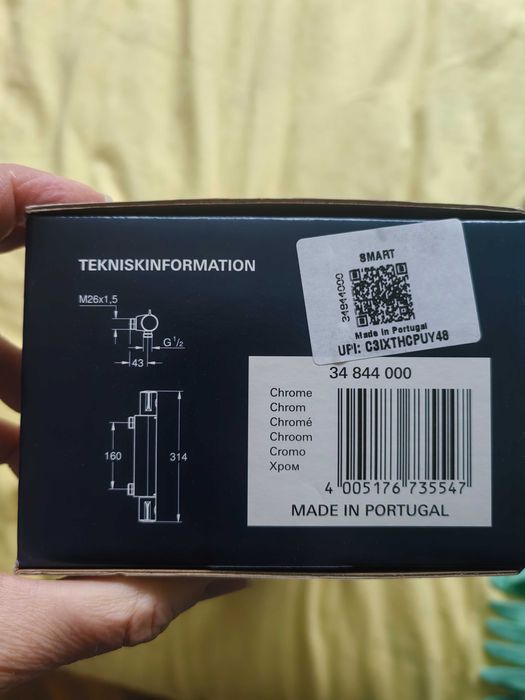 TEKNISKINFORMATION
M26x1,5
G1/2
43
160
314
SMART
34844000
Made in Portugal
UPI: C3IXTHCPUY48
34 844 000
Chrome
Chrom
Chromé
Chroom
Cromo
Хром
4 005176 735547
MADE IN PORTUGAL